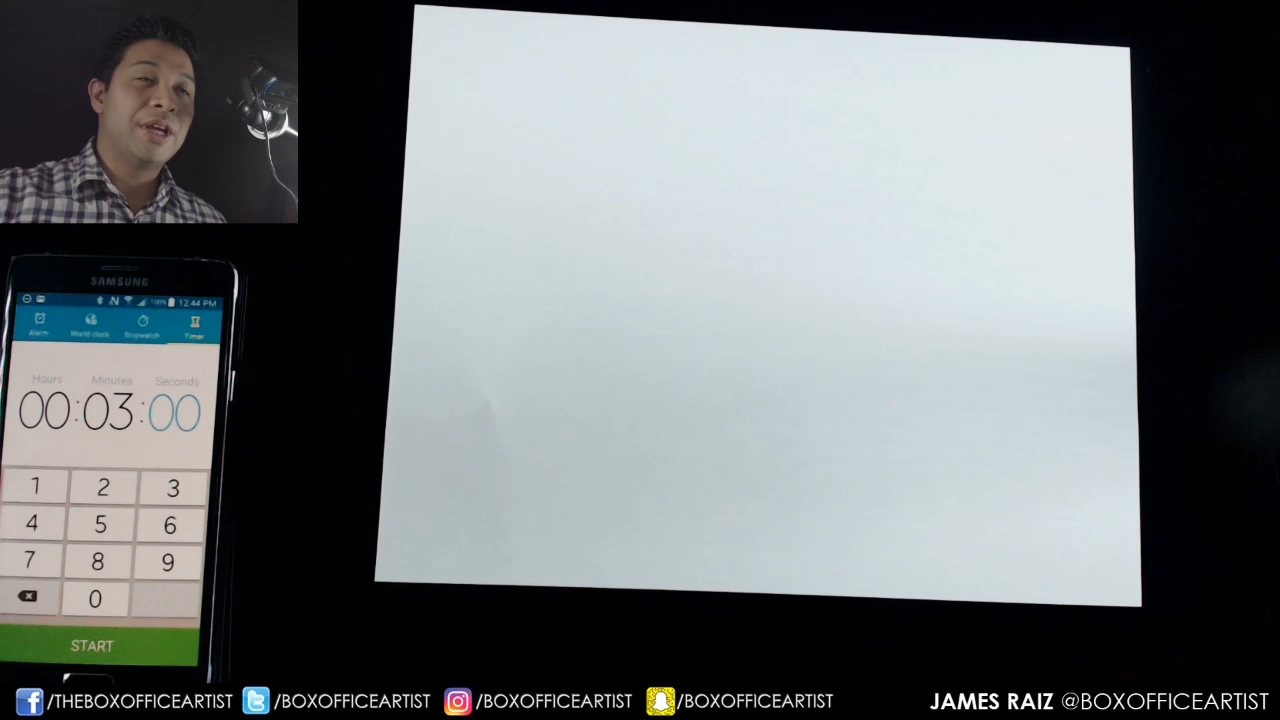 SAMSUNG
100% 12:44 PM
Alarm World clock Stopwatch Timer
Hours Minutes Seconds
00:03:00
1 2 3
4 5 6
7 8 9
0
START
/THEBOXOFFICEARTIST /BOXOFFICEARTIST /BOXOFFICEARTIST /BOXOFFICEARTIST JAMES RAIZ @BOXOFFICEARTIST